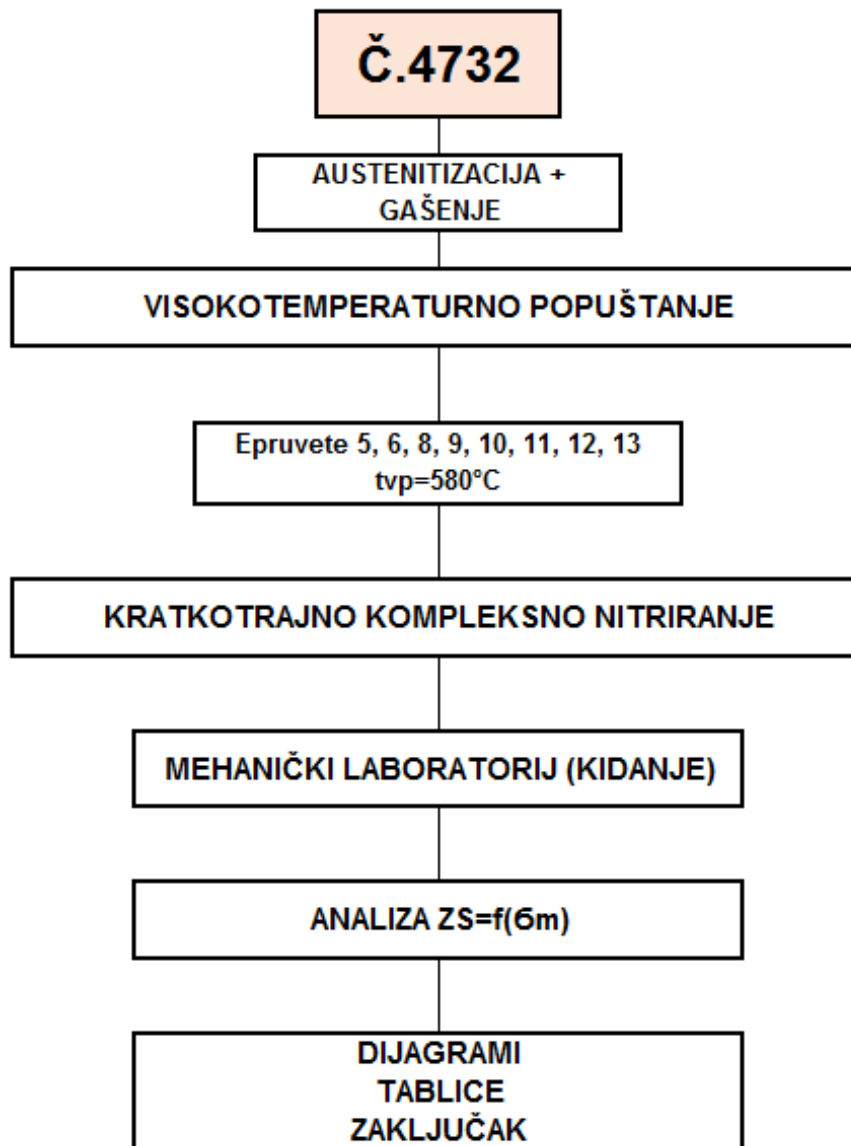 Č.4732
AUSTENITIZACIJA +
GAŠENJE
VISOKOTEMPERATURNO POPUŠTANJE
Epruvete 5, 6, 8, 9, 10, 11, 12, 13
tvp=580°C
KRATKOTRAJNO KOMPLEKSNO NITRIRANJE
MEHANIČKI LABORATORIJ (KIDANJE)
ANALIZA ZS=f(Ϭm)
DIJAGRAMI
TABLICE
ZAKLJUČAK